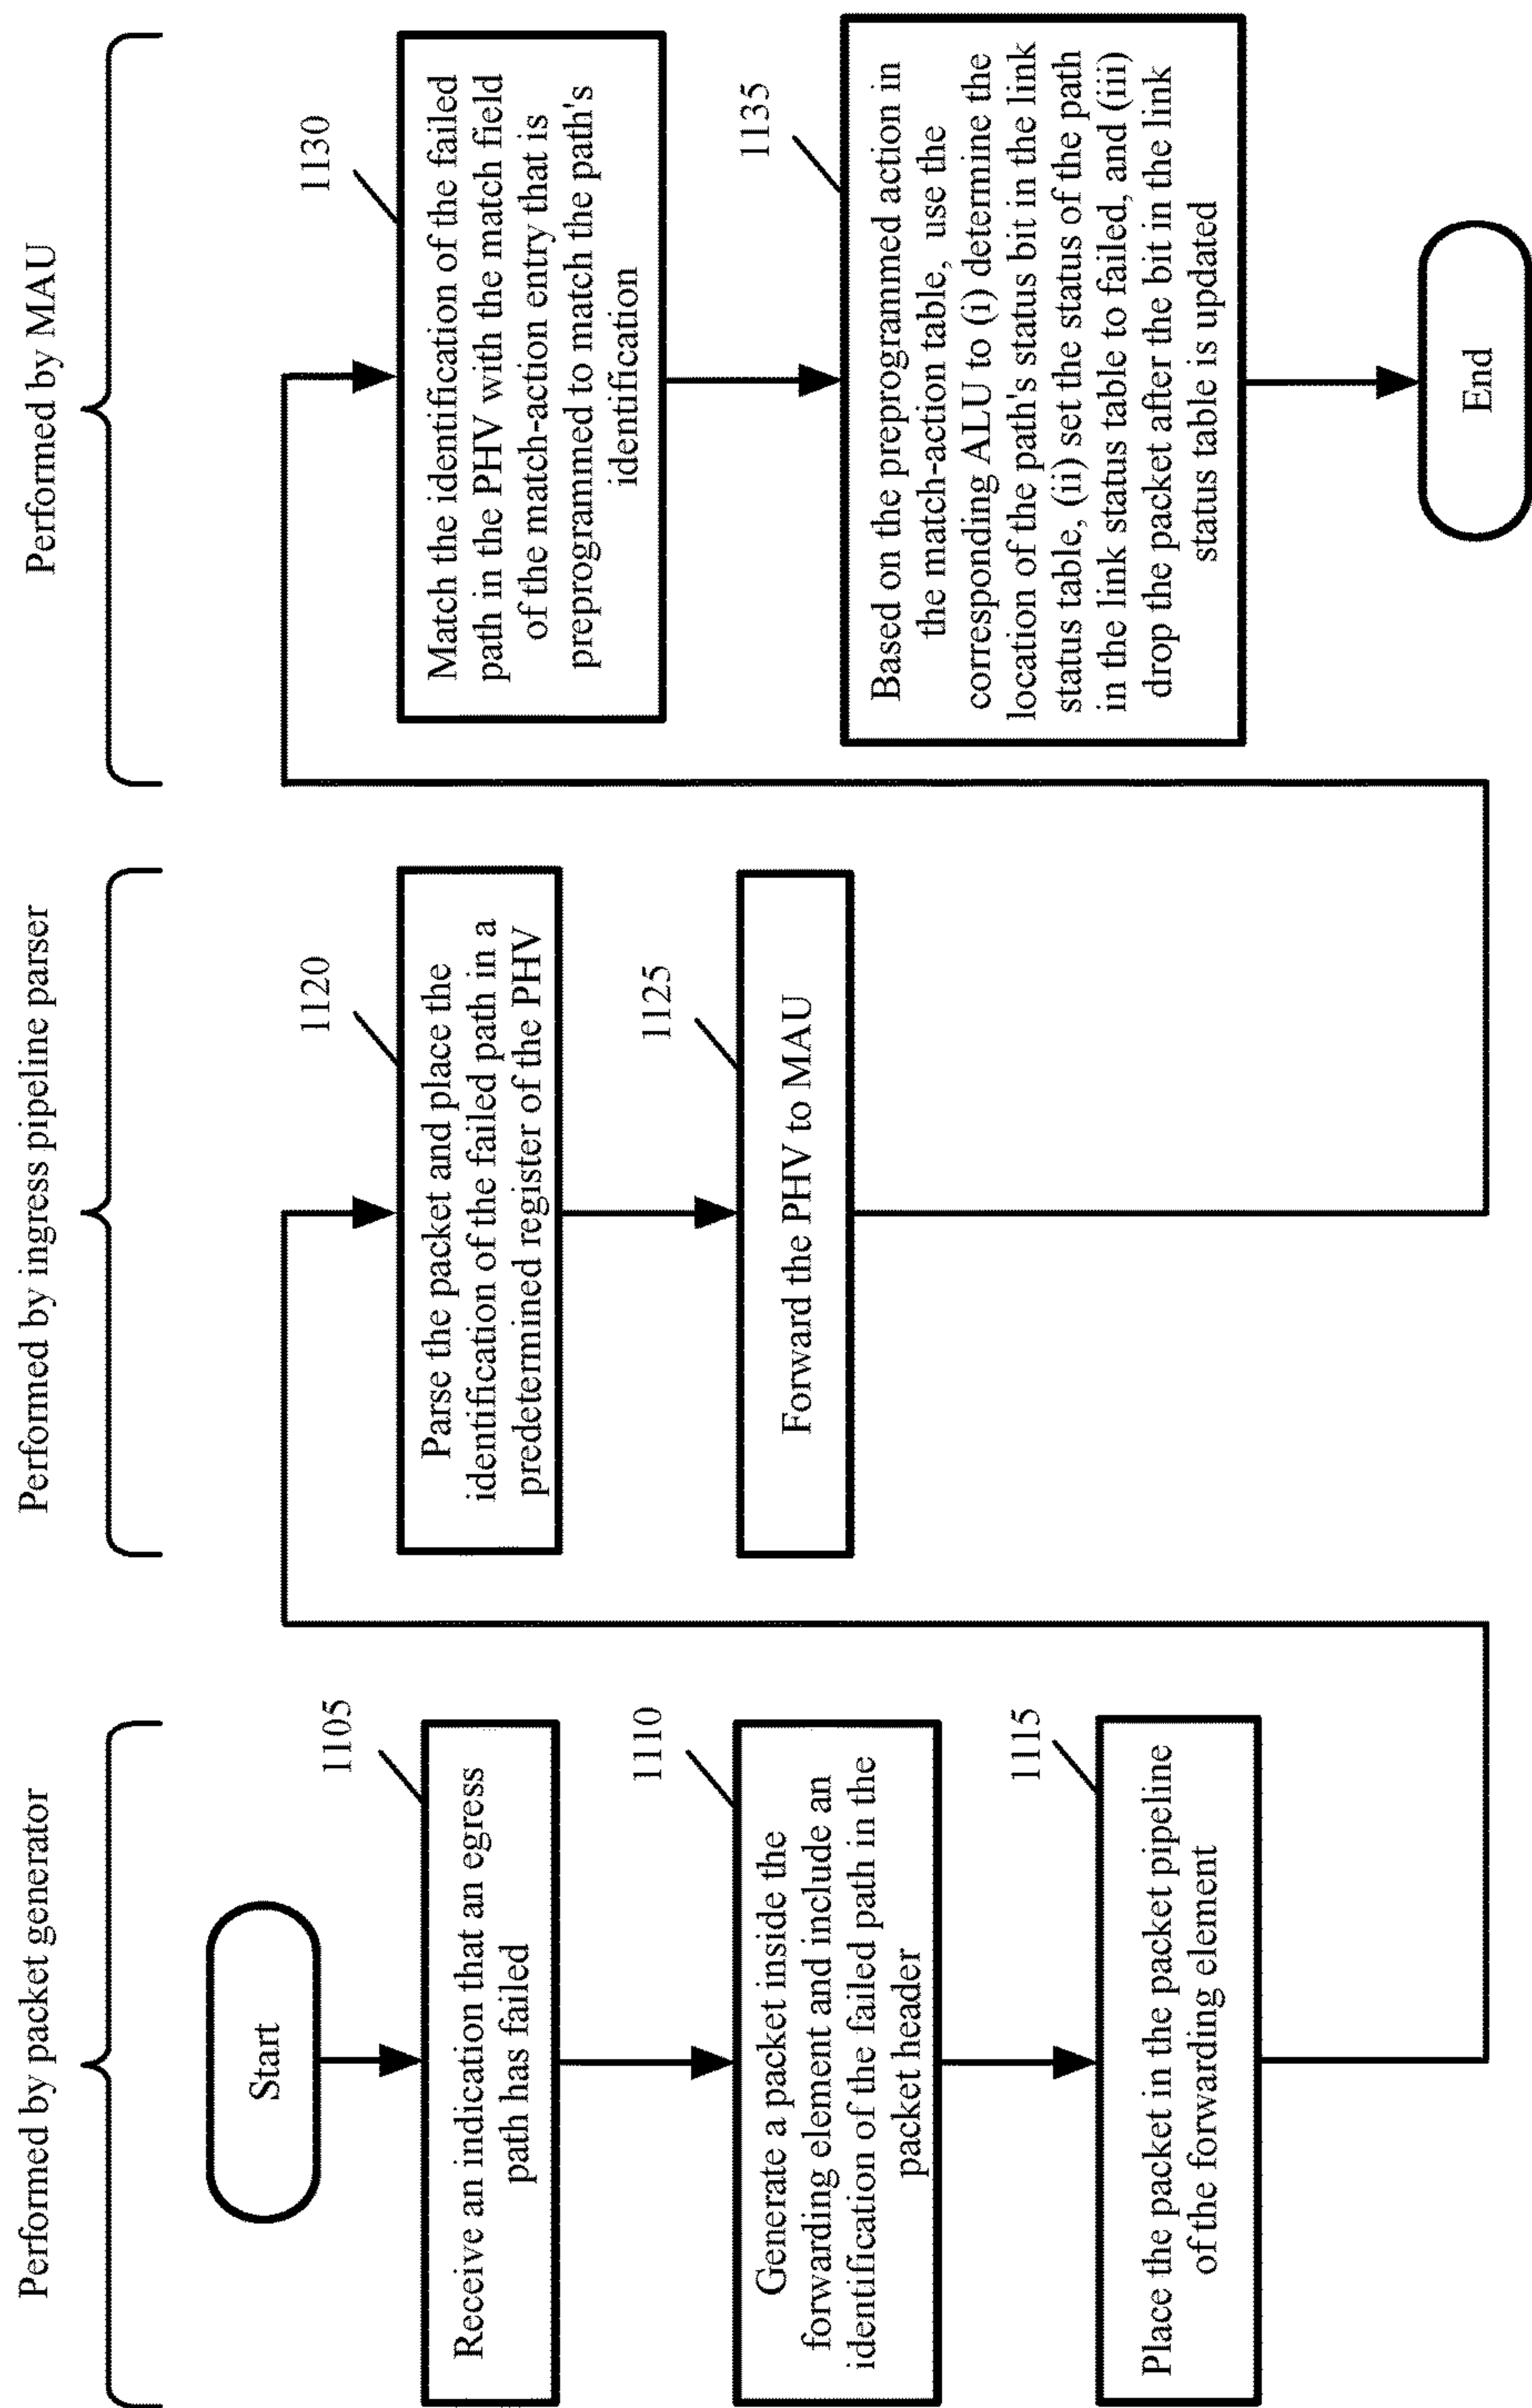 Performed by packet generator
Start
1105
Receive an indication that an egress
path has failed
1110
Generate a packet inside the
forwarding element and include an
identification of the failed path in the
packet header
1115
Place the packet in the packet pipeline
of the forwarding element
Performed by ingress pipeline parser
1120
Parse the packet and place the
identification of the failed path in a
predetermined register of the PHV
1125
Forward the PHV to MAU
Performed by MAU
1130
Match the identification of the failed
path in the PHV with the match field
of the match-action entry that is
preprogrammed to match the path's
identification
1135
Based on the preprogrammed action in
the match-action table, use the
corresponding ALU to (i) determine the
location of the path's status bit in the link
status table, (ii) set the status of the path
in the link status table to failed, and (iii)
drop the packet after the bit in the link
status table is updated
End